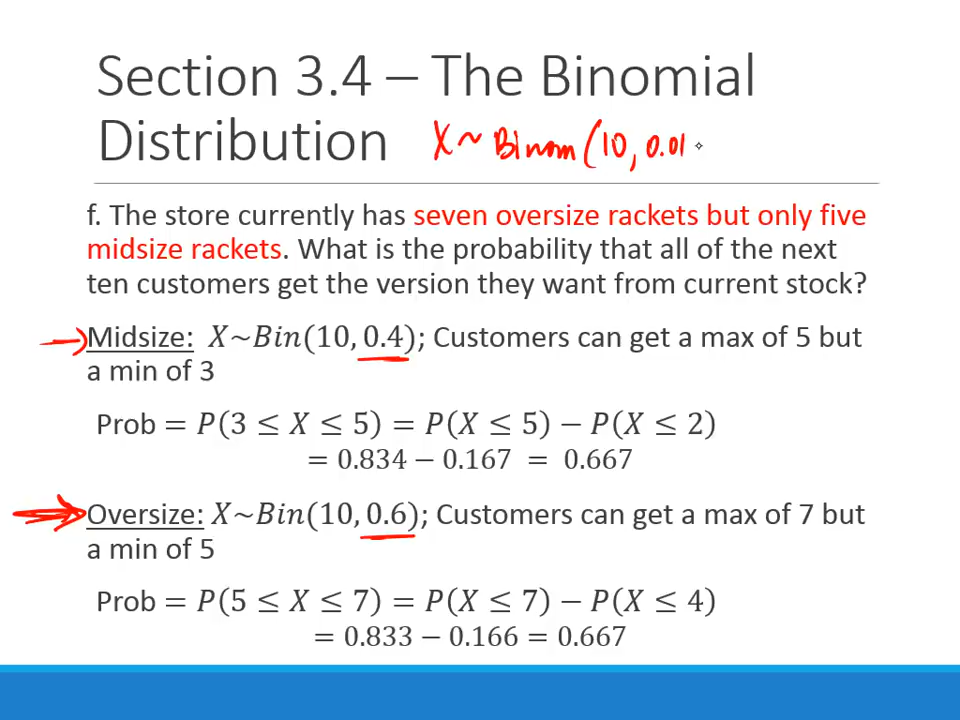 Section 3.4 – The Binomial
Distribution X ~ Binom (10, 0.01
f. The store currently has seven oversize rackets but only five
midsize rackets. What is the probability that all of the next
ten customers get the version they want from current stock?
Midsize: X~Bin(10, 0.4); Customers can get a max of 5 but
a min of 3
Prob = P(3 ≤ X ≤ 5) = P(X ≤ 5) − P(X ≤ 2)
= 0.834 − 0.167 = 0.667
Oversize: X~Bin(10, 0.6); Customers can get a max of 7 but
a min of 5
Prob = P(5 ≤ X ≤ 7) = P(X ≤ 7) − P(X ≤ 4)
= 0.833 − 0.166 = 0.667